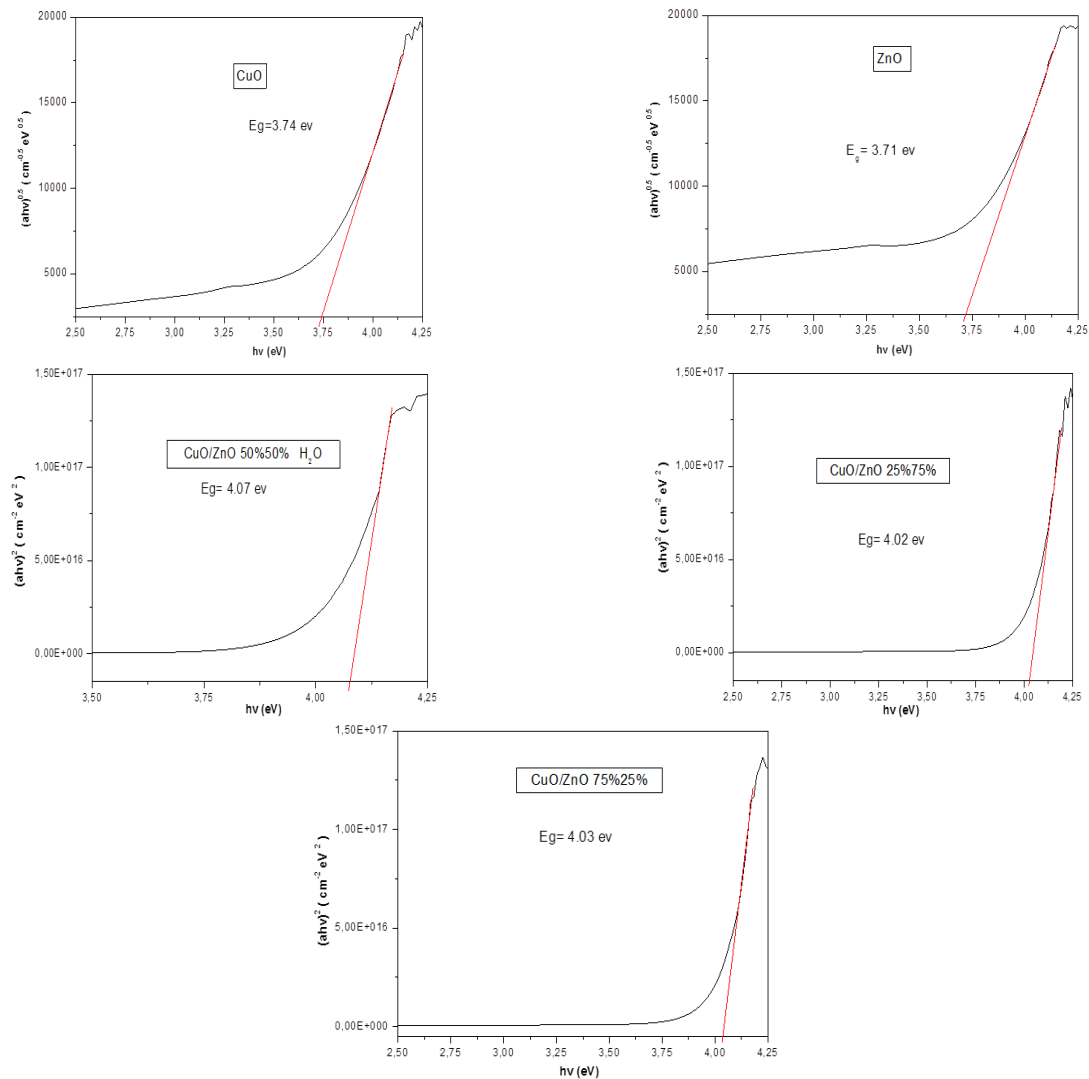 20000
15000
10000
5000
(ahv)^0.5 ( cm^-0.5 eV^0.5)
CuO
Eg=3.74 ev
2,50 2,75 3,00 3,25 3,50 3,75 4,00 4,25
hv (eV)
20000
15000
10000
5000
(ahv)^0.5 ( cm^-0.5 eV^0.5)
ZnO
E_g= 3.71 ev
2,50 2,75 3,00 3,25 3,50 3,75 4,00 4,25
hv (eV)
1,50E+017
1,00E+017
5,00E+016
0,00E+000
(ahv)^2 ( cm^-2 eV^2 )
CuO/ZnO 50%50% H_2O
Eg= 4.07 ev
3,50 3,75 4,00 4,25
hv (eV)
1,50E+017
1,00E+017
5,00E+016
0,00E+000
(ahv)^2 ( cm^-2 eV^2 )
CuO/ZnO 25%75%
Eg= 4.02 ev
2,50 2,75 3,00 3,25 3,50 3,75 4,00 4,25
hv (eV)
1,50E+017
1,00E+017
5,00E+016
0,00E+000
(ahv)^2 ( cm^-2 eV^2 )
CuO/ZnO 75%25%
Eg= 4.03 ev
2,50 2,75 3,00 3,25 3,50 3,75 4,00 4,25
hv (eV)